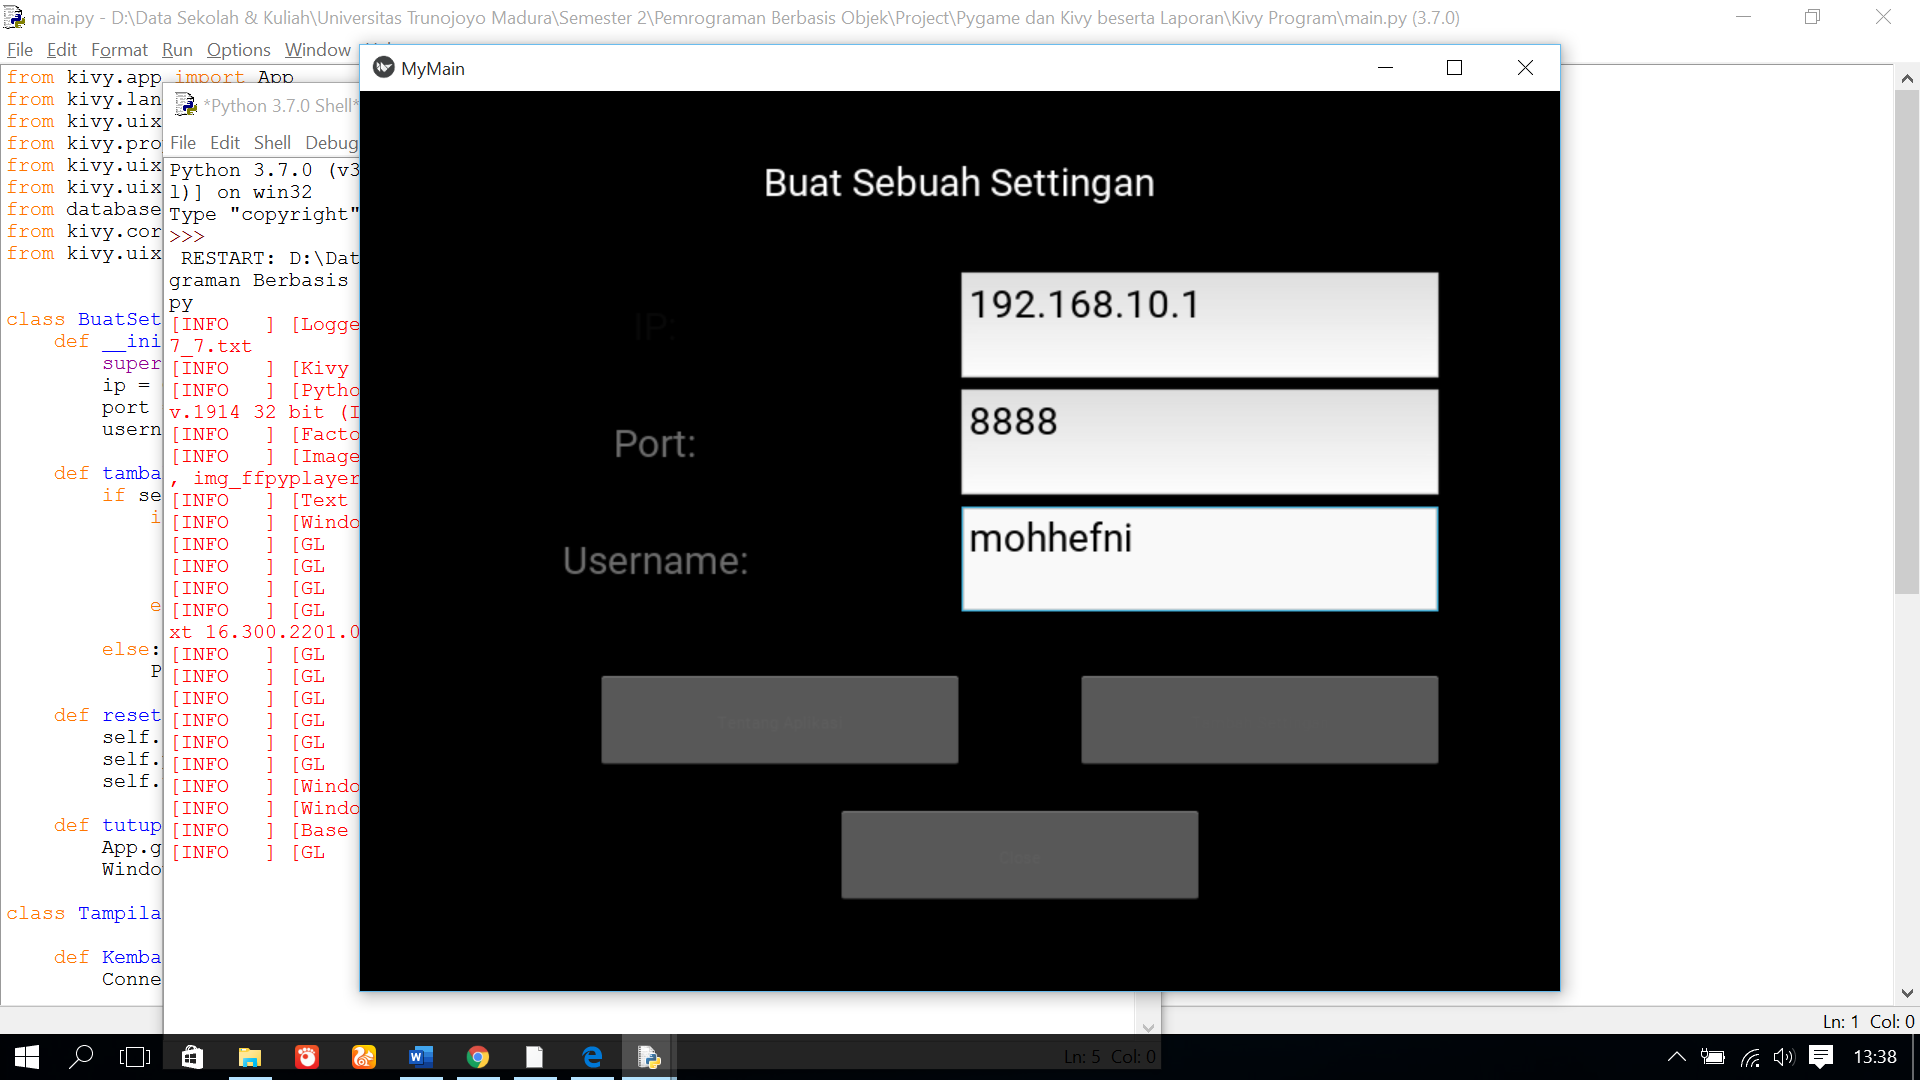 main.py - D:\Data Sekolah & Kuliah\Universitas Trunojoyo Madura\Semester 2\Pemrograman Berbasis Objek\Project\Pygame dan Kivy beserta Laporan\Kivy Program\main.py (3.7.0)
File Edit Format Run Options Window
from kivy.app import App
from kivy.lan
from kivy.uix
from kivy.pro
from kivy.uix
from kivy.uix
from database
from kivy.cor
from kivy.uix
class BuatSet
def __ini
super
ip =
port
usern
def tamba
if se
i
e
else:
P
def reset
self.
self.
self.
def tutup
App.g
Windo
class Tampila
def Kemba
Conne
*Python 3.7.0 Shell*
File Edit Shell Debug
Python 3.7.0 (v3
l)] on win32
Type "copyright"
>>>
RESTART: D:\Dat
graman Berbasis
py
[INFO ] [Logge
7_7.txt
[INFO ] [Kivy
[INFO ] [Pytho
v.1914 32 bit (I
[INFO ] [Facto
[INFO ] [Image
, img_ffpyplayer
[INFO ] [Text
[INFO ] [Windo
[INFO ] [GL
[INFO ] [GL
[INFO ] [GL
[INFO ] [GL
xt 16.300.2201.0
[INFO ] [GL
[INFO ] [GL
[INFO ] [GL
[INFO ] [GL
[INFO ] [GL
[INFO ] [GL
[INFO ] [Windo
[INFO ] [Windo
[INFO ] [Base
[INFO ] [GL
MyMain
Buat Sebuah Settingan
IP: 192.168.10.1
Port: 8888
Username: mohhefni
Ln: 1 Col: 0
Ln: 5 Col: 0
13:38